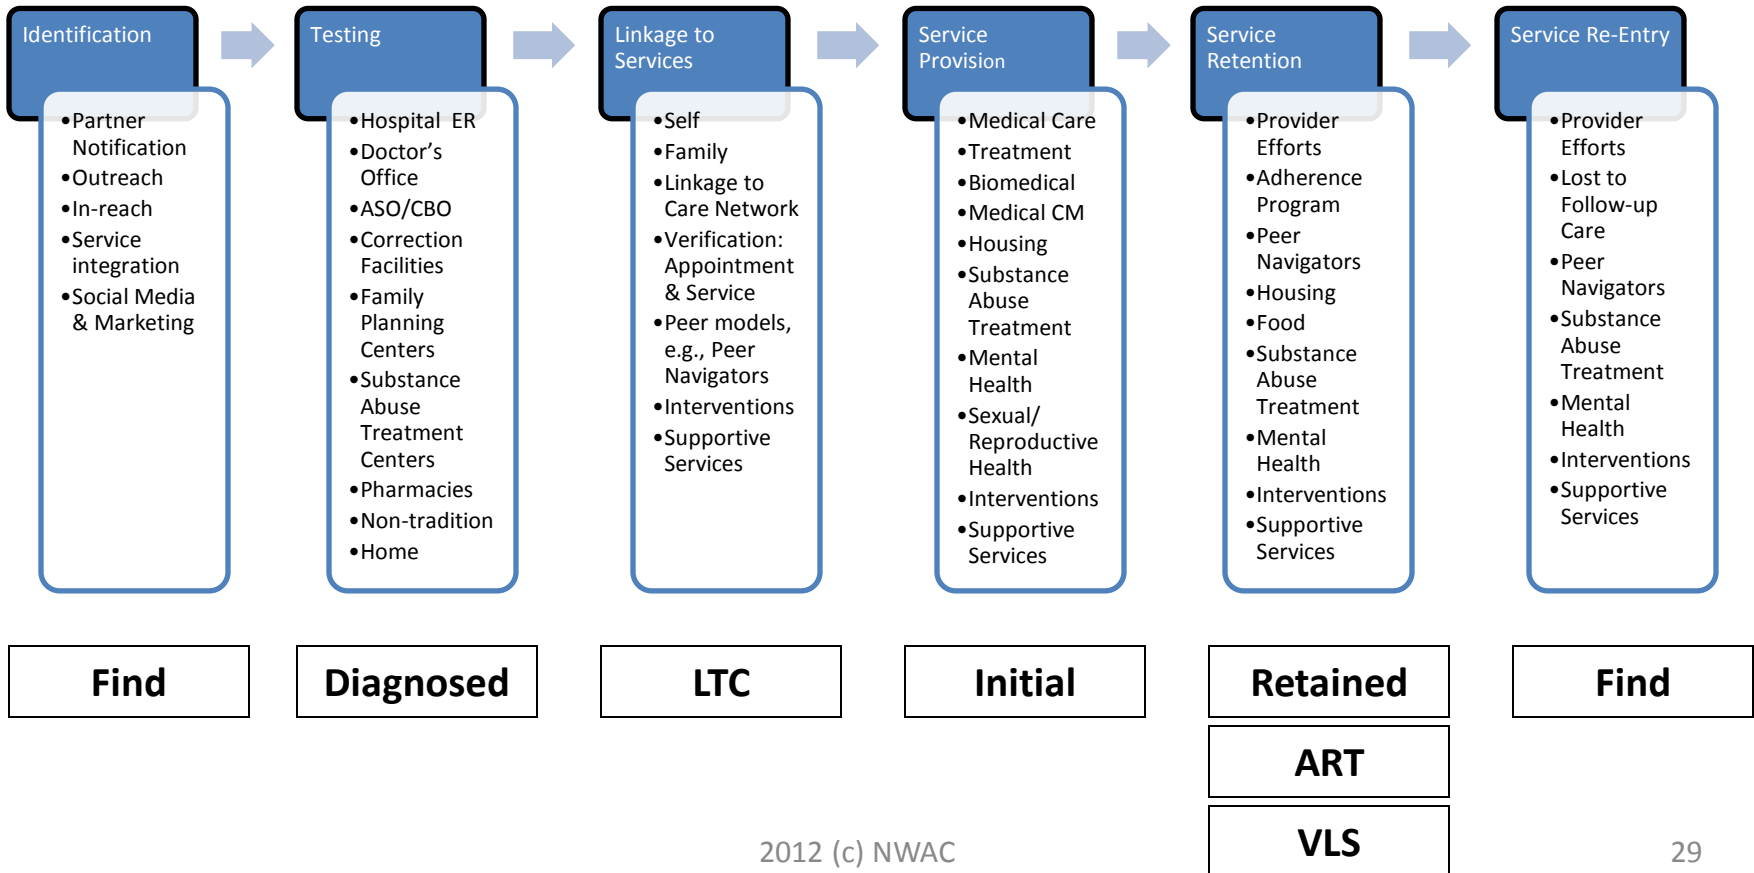 Identification
•Partner
Notification
•Outreach
•In-reach
•Service
integration
•Social Media
& Marketing
Testing
•Hospital ER
•Doctor's
Office
•ASO/CBO
•Correction
Facilities
•Family
Planning
Centers
•Substance
Abuse
Treatment
Centers
•Pharmacies
•Non-tradition
•Home
Linkage to
Services
•Self
•Family
•Linkage to
Care Network
•Verification:
Appointment
& Service
•Peer models,
e.g., Peer
Navigators
•Interventions
•Supportive
Services
Service
Provision
•Medical Care
•Treatment
•Biomedical
•Medical CM
•Housing
•Substance
Abuse
Treatment
•Mental
Health
•Sexual/
Reproductive
Health
•Interventions
•Supportive
Services
Service
Retention
•Provider
Efforts
•Adherence
Program
•Peer
Navigators
•Housing
•Food
•Substance
Abuse
Treatment
•Mental
Health
•Interventions
•Supportive
Services
Service Re-Entry
•Provider
Efforts
•Lost to
Follow-up
Care
•Peer
Navigators
•Substance
Abuse
Treatment
•Mental
Health
•Interventions
•Supportive
Services
Find
Diagnosed
LTC
Initial
Retained
Find
ART
VLS
2012 (c) NWAC
29